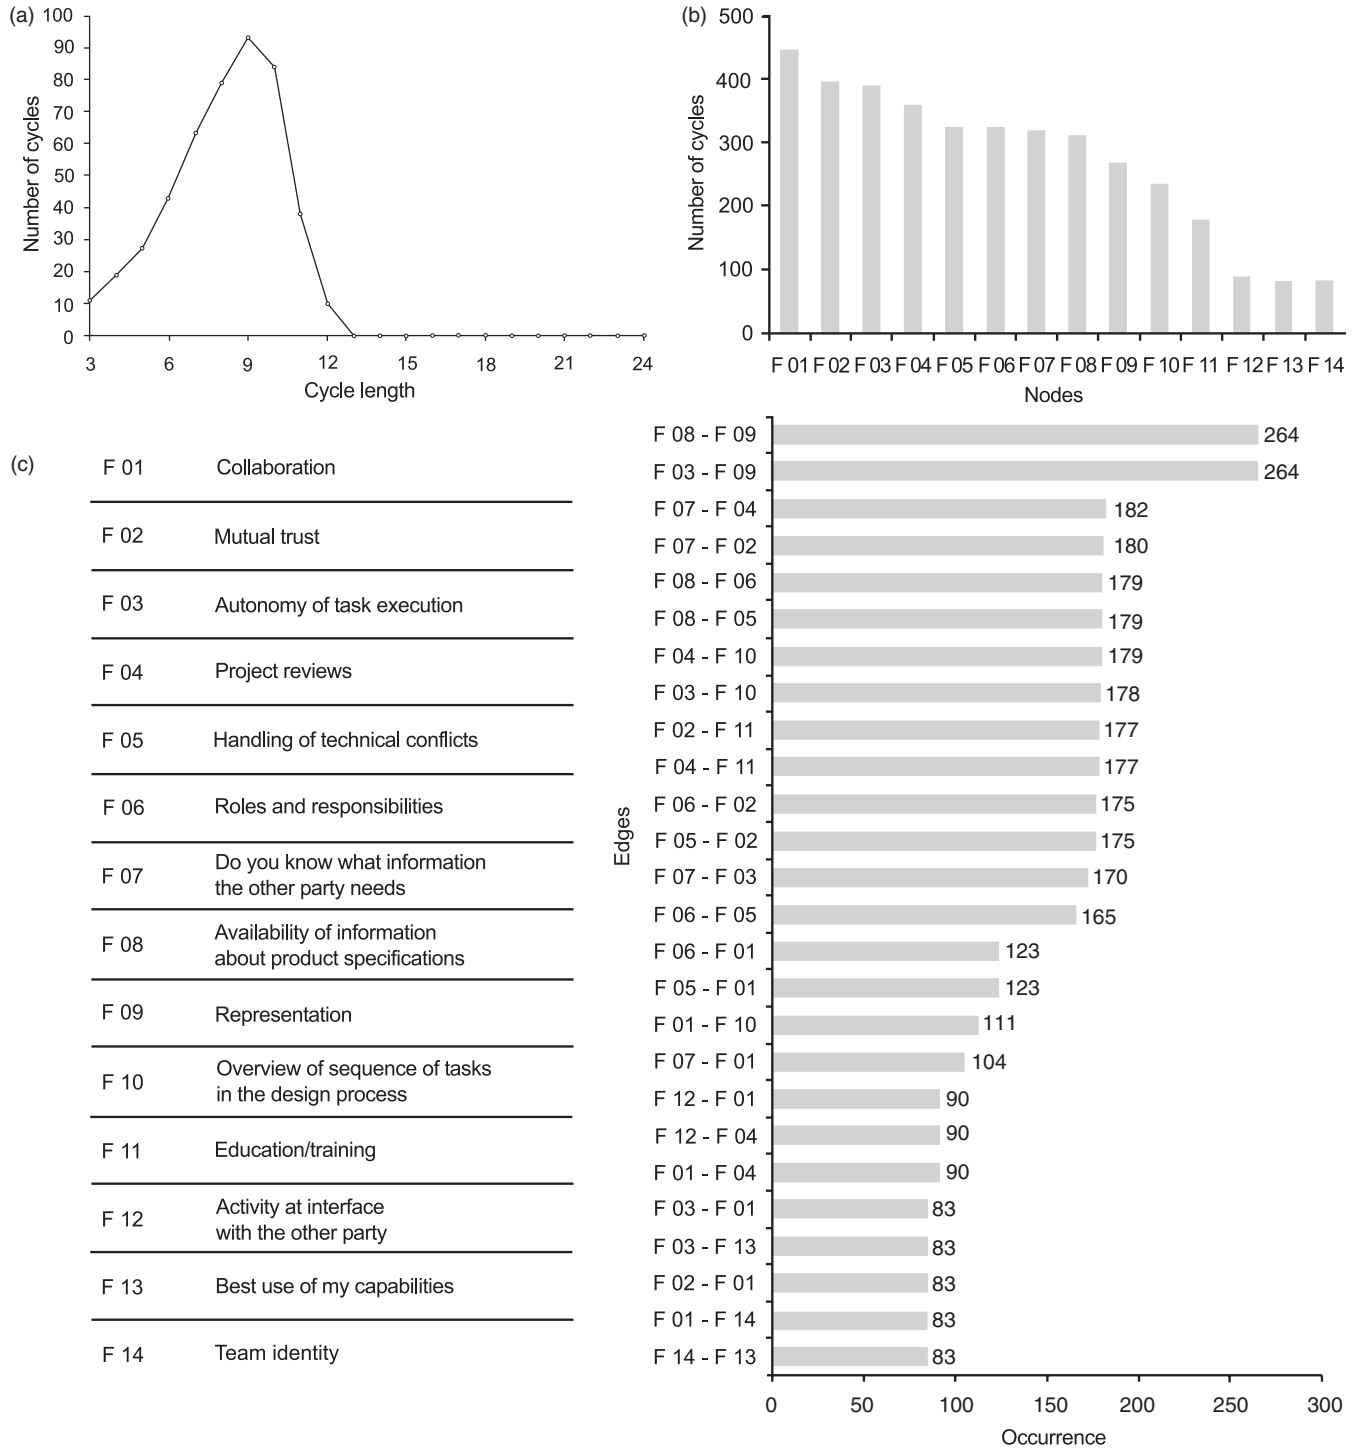 (a)
100
90
80
70
60
50
40
30
20
10
0
Number of cycles
3 6 9 12 15 18 21 24
Cycle length
(b)
500
400
300
200
100
0
Number of cycles
F 01 F 02 F 03 F 04 F 05 F 06 F 07 F 08 F 09 F 10 F 11 F 12 F 13 F 14
Nodes
(c)
F 01 Collaboration
F 02 Mutual trust
F 03 Autonomy of task execution
F 04 Project reviews
F 05 Handling of technical conflicts
F 06 Roles and responsibilities
F 07 Do you know what information
the other party needs
F 08 Availability of information
about product specifications
F 09 Representation
F 10 Overview of sequence of tasks
in the design process
F 11 Education/training
F 12 Activity at interface
with the other party
F 13 Best use of my capabilities
F 14 Team identity
Edges
F 08 - F 09 264
F 03 - F 09 264
F 07 - F 04 182
F 07 - F 02 180
F 08 - F 06 179
F 08 - F 05 179
F 04 - F 10 179
F 03 - F 10 178
F 02 - F 11 177
F 04 - F 11 177
F 06 - F 02 175
F 05 - F 02 175
F 07 - F 03 170
F 06 - F 05 165
F 06 - F 01 123
F 05 - F 01 123
F 01 - F 10 111
F 07 - F 01 104
F 12 - F 01 90
F 12 - F 04 90
F 01 - F 04 90
F 03 - F 01 83
F 03 - F 13 83
F 02 - F 01 83
F 01 - F 14 83
F 14 - F 13 83
0 50 100 150 200 250 300
Occurrence